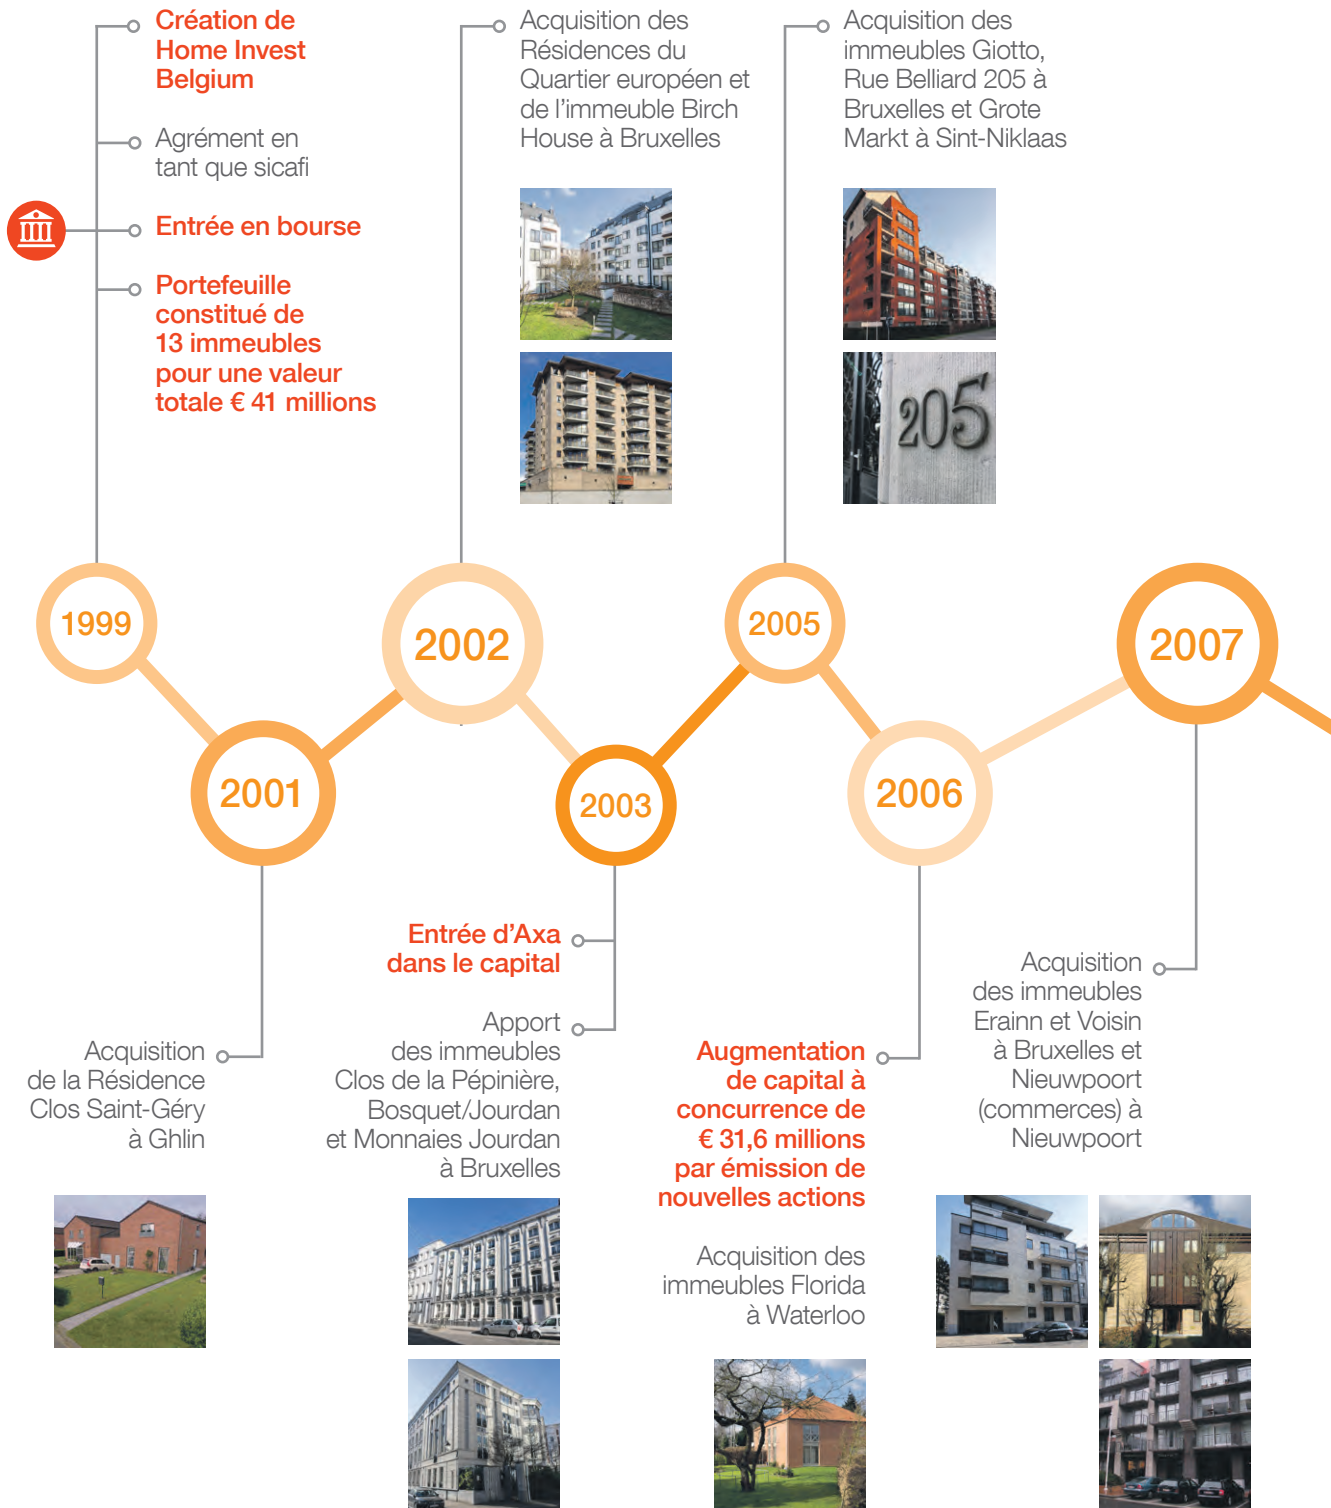 Création de
Home Invest
Belgium
Agrément en
tant que sicafi
Entrée en bourse
Portefeuille
constitué de
13 immeubles
pour une valeur
totale € 41 millions
Acquisition des
Résidences du
Quartier européen et
de l’immeuble Birch
House à Bruxelles
Acquisition des
immeubles Giotto,
Rue Belliard 205 à
Bruxelles et Grote
Markt à Sint-Niklaas
205
1999
2002
2005
2007
2001
2003
2006
Acquisition
de la Résidence
Clos Saint-Géry
à Ghlin
Entrée d’Axa
dans le capital
Apport
des immeubles
Clos de la Pépinière,
Bosquet/Jourdan
et Monnaies Jourdan
à Bruxelles
Augmentation
de capital à
concurrence de
€ 31,6 millions
par émission de
nouvelles actions
Acquisition des
immeubles Florida
à Waterloo
Acquisition
des immeubles
Erainn et Voisin
à Bruxelles et
Nieuwpoort
(commerces) à
Nieuwpoort